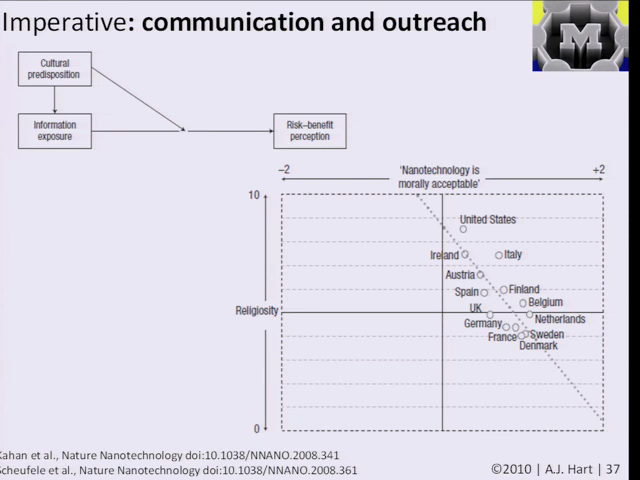 Imperative: communication and outreach
M
Cultural
predisposition
Information
exposure
Risk–benefit
perception
–2
'Nanotechnology is
morally acceptable'
+2
10
United States
Ireland
Italy
Austria
Spain
Finland
Belgium
UK
Religiosity
Netherlands
Germany
France
Sweden
Denmark
0
Kahan et al., Nature Nanotechnology doi:10.1038/NNANO.2008.341
Scheufele et al., Nature Nanotechnology doi:10.1038/NNANO.2008.361
©2010 | A.J. Hart | 37